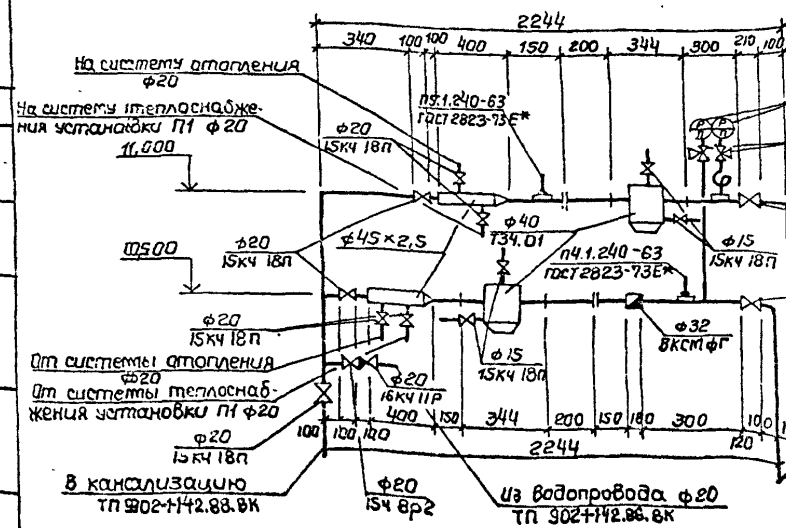 2244
340 100 100 400 150 200 344 300 210 100
На систему отопления
ф20
На систему теплоснабже-
ния установки П1 ф20
11,000
ф20
15кч 18п
П5.1.240-63
ГОСТ 2823-73Е*
ф20
15кч 18п
ф45×2,5
ф40
Т34.01
П4.1.240-63
ГОСТ 2823-73Е*
ф15
15кч 18п
10,500
ф20
15кч 18п
ф15
15кч 18п
ф32
ВКСМ ФГ
От системы отопления
ф20
От системы теплоснаб-
жения установки П1 ф20
ф20
16кч 11р
ф20
15кч 18п
100 100 100 400 150 344 200 150 180 300 120 100
2244
В канализацию
ТП 902-1-142.88.ВК
ф20
15ч 8р2
Из водопровода ф20
ТП 902-1-142.88.ВК